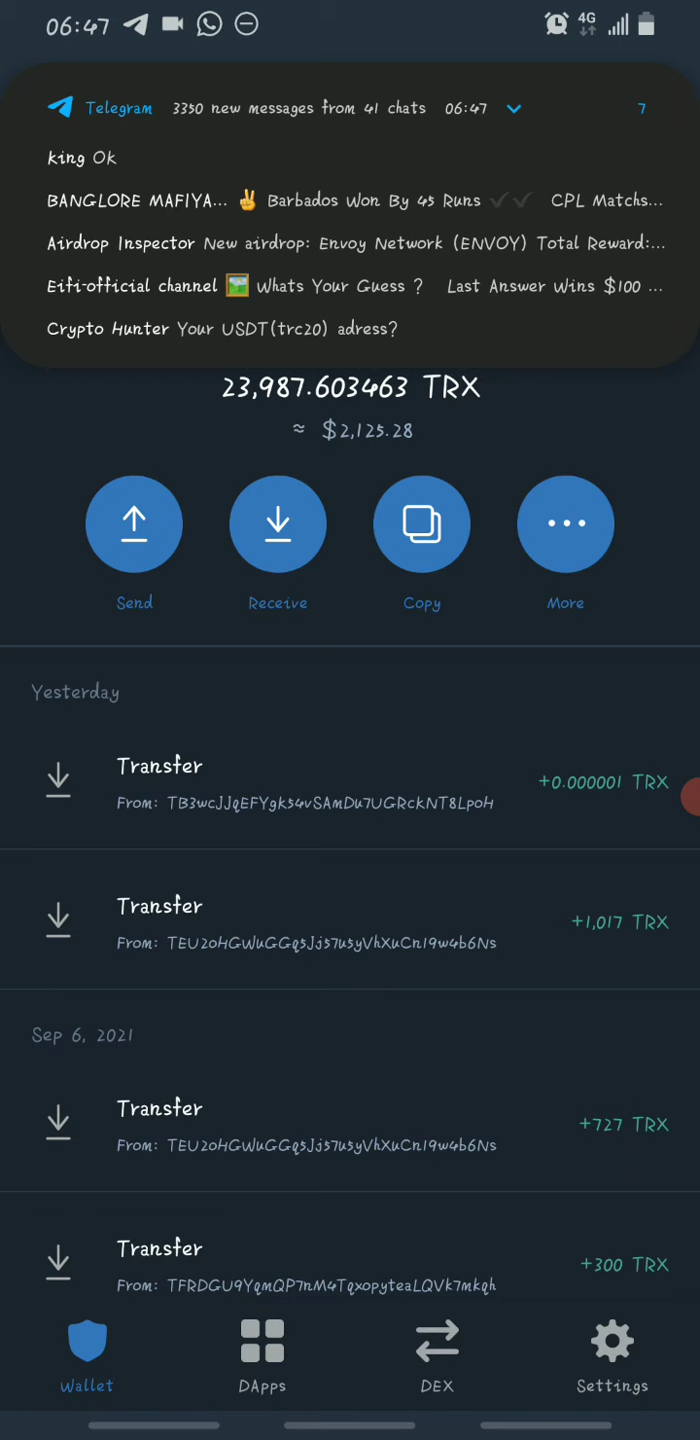 06:47
4G
Telegram 3350 new messages from 41 chats 06:47 7
king Ok
BANGLORE MAFIYA... ✌ Barbados Won By 45 Runs ✓✓ CPL Matchs...
Airdrop Inspector New airdrop: Envoy Network (ENVOY) Total Reward:...
Eifi-official channel 🖼 Whats Your Guess ? Last Answer Wins $100 ...
Crypto Hunter Your USDT(trc20) adress?
23,987.603463 TRX
≈ $2,125.28
Send Receive Copy More
Yesterday
Transfer
+0.000001 TRX
From: TB3wcJJqEFYgk54vSAmDu7UGRckNT8LpoH
Transfer
+1,017 TRX
From: TEU2oHGWuGGq5Jj57u5yVhXuCn19w4b6Ns
Sep 6, 2021
Transfer
+727 TRX
From: TEU2oHGWuGGq5Jj57u5yVhXuCn19w4b6Ns
Transfer
+300 TRX
From: TFRDGU9YqmQP7nM4TqxopyteaLQVk7mkqh
Wallet DApps DEX Settings